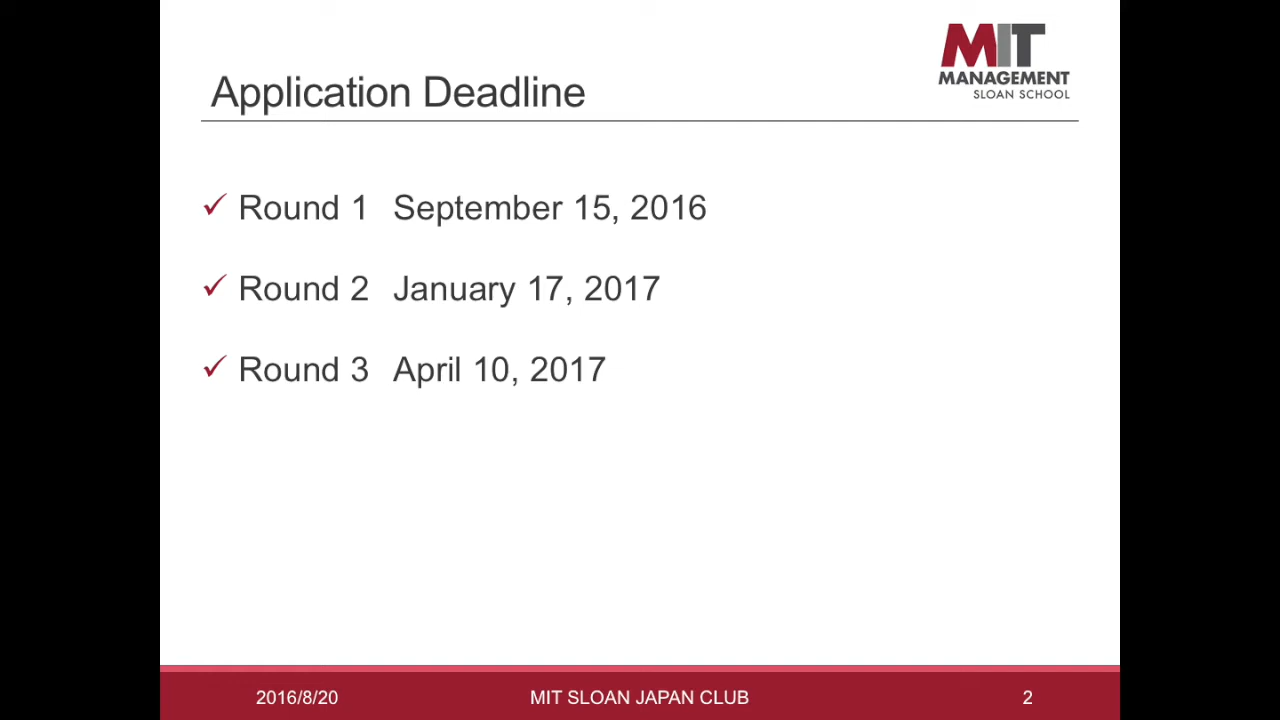 MIT
MANAGEMENT
SLOAN SCHOOL
Application Deadline
Round 1 September 15, 2016
Round 2 January 17, 2017
Round 3 April 10, 2017
2016/8/20 MIT SLOAN JAPAN CLUB 2